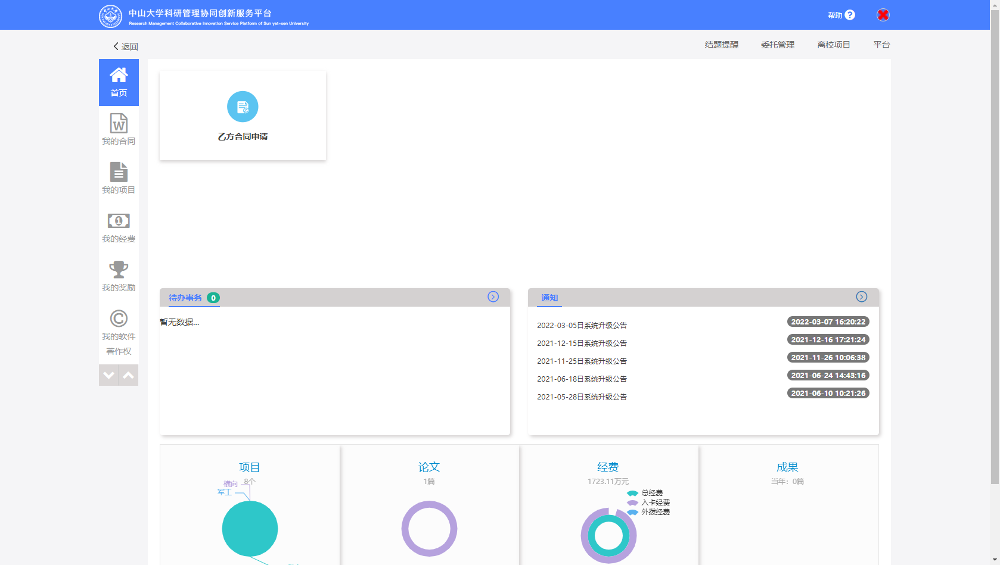 中山大学科研管理协同创新服务平台
Research Management Collaborative Innovation Service Platform of Sun yat-sen University
帮助 ?
返回
结题提醒 委托管理 离校项目 平台
首页
我的合同
我的项目
我的经费
我的奖励
我的软件
著作权
乙方合同申请
待办事务 0
暂无数据...
通知
2022-03-05日系统升级公告 2022-03-07 16:20:22
2021-12-15日系统升级公告 2021-12-16 17:21:24
2021-11-25日系统升级公告 2021-11-26 10:06:38
2021-06-18日系统升级公告 2021-06-24 14:43:16
2021-05-28日系统升级公告 2021-06-10 10:21:26
项目
8个
横向
军工
论文
1篇
经费
1723.11万元
总经费
入卡经费
外拨经费
成果
当年：0篇